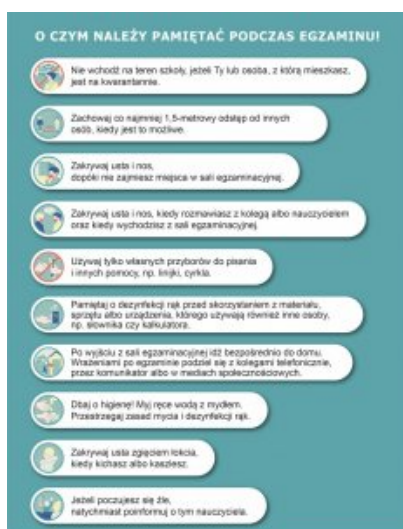 O CZYM NALEŻY PAMIĘTAĆ PODCZAS EGZAMINU!
Nie wchodź na teren szkoły, jeżeli Ty lub osoba, z którą mieszkasz,
jest na kwarantannie.
Zachowaj co najmniej 1,5-metrowy odstęp od innych
osób, kiedy jest to możliwe.
Zakrywaj usta i nos,
dopóki nie zajmiesz miejsca w sali egzaminacyjnej.
Zakrywaj usta i nos, kiedy rozmawiasz z kolegą albo nauczycielem
oraz kiedy wychodzisz z sali egzaminacyjnej.
Używaj tylko własnych przyborów do pisania
i innych pomocy, np. linijki, cyrkla.
Pamiętaj o dezynfekcji rąk przed skorzystaniem z materiału,
sprzętu albo urządzenia, którego używają również inne osoby,
np. słownika czy kalkulatora.
Po wyjściu z sali egzaminacyjnej idź bezpośrednio do domu.
Wrażeniami po egzaminie podziel się z kolegami telefonicznie,
przez komunikator albo w mediach społecznościowych.
Dbaj o higienę! Myj ręce wodą z mydłem.
Przestrzegaj zasad mycia i dezynfekcji rąk.
Zakrywaj usta zgięciem łokcia,
kiedy kichasz albo kaszlesz.
Jeżeli poczujesz się źle,
natychmiast poinformuj o tym nauczyciela.